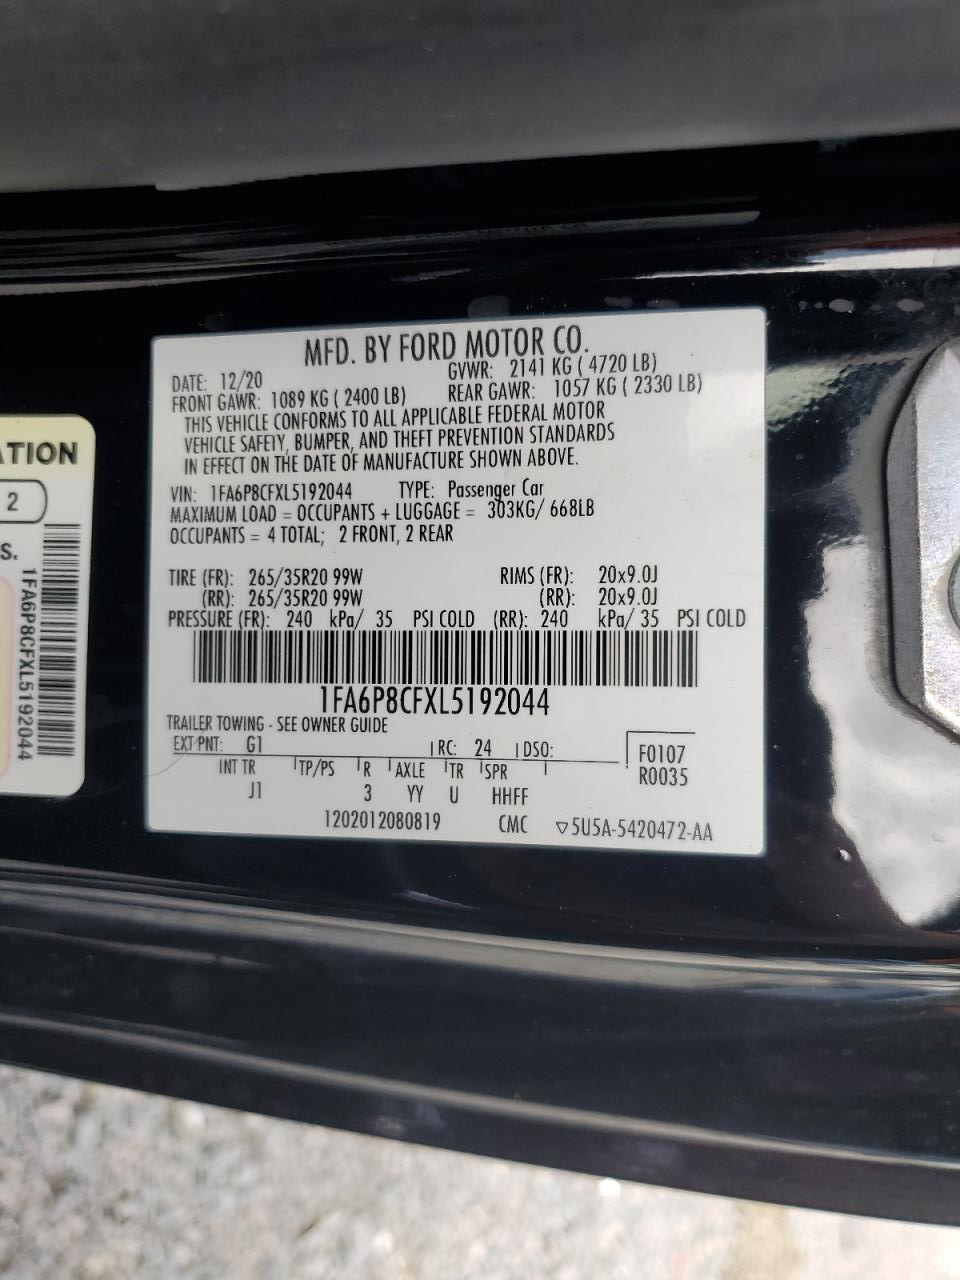 MFD. BY FORD MOTOR CO.
DATE: 12/20 GVWR: 2141 KG ( 4720 LB)
FRONT GAWR: 1089 KG ( 2400 LB) REAR GAWR: 1057 KG ( 2330 LB)
THIS VEHICLE CONFORMS TO ALL APPLICABLE FEDERAL MOTOR
VEHICLE SAFETY, BUMPER, AND THEFT PREVENTION STANDARDS
IN EFFECT ON THE DATE OF MANUFACTURE SHOWN ABOVE.
VIN: 1FA6P8CFXL5192044 TYPE: Passenger Car
MAXIMUM LOAD = OCCUPANTS + LUGGAGE = 303KG/ 668LB
OCCUPANTS = 4 TOTAL; 2 FRONT, 2 REAR
TIRE (FR): 265/35R20 99W RIMS (FR): 20x9.0J
(RR): 265/35R20 99W (RR): 20x9.0J
PRESSURE (FR): 240 kPa/ 35 PSI COLD (RR): 240 kPa/ 35 PSI COLD
1FA6P8CFXL5192044
TRAILER TOWING - SEE OWNER GUIDE
EXT PNT: G1 RC: 24 DSO:
F0107
R0035
INT TR TP/PS R AXLE TR SPR
J1 3 YY U HHFF
1202012080819 CMC ▽5U5A-5420472-AA
ATION
2
S.
1FA6P8CFXL5192044